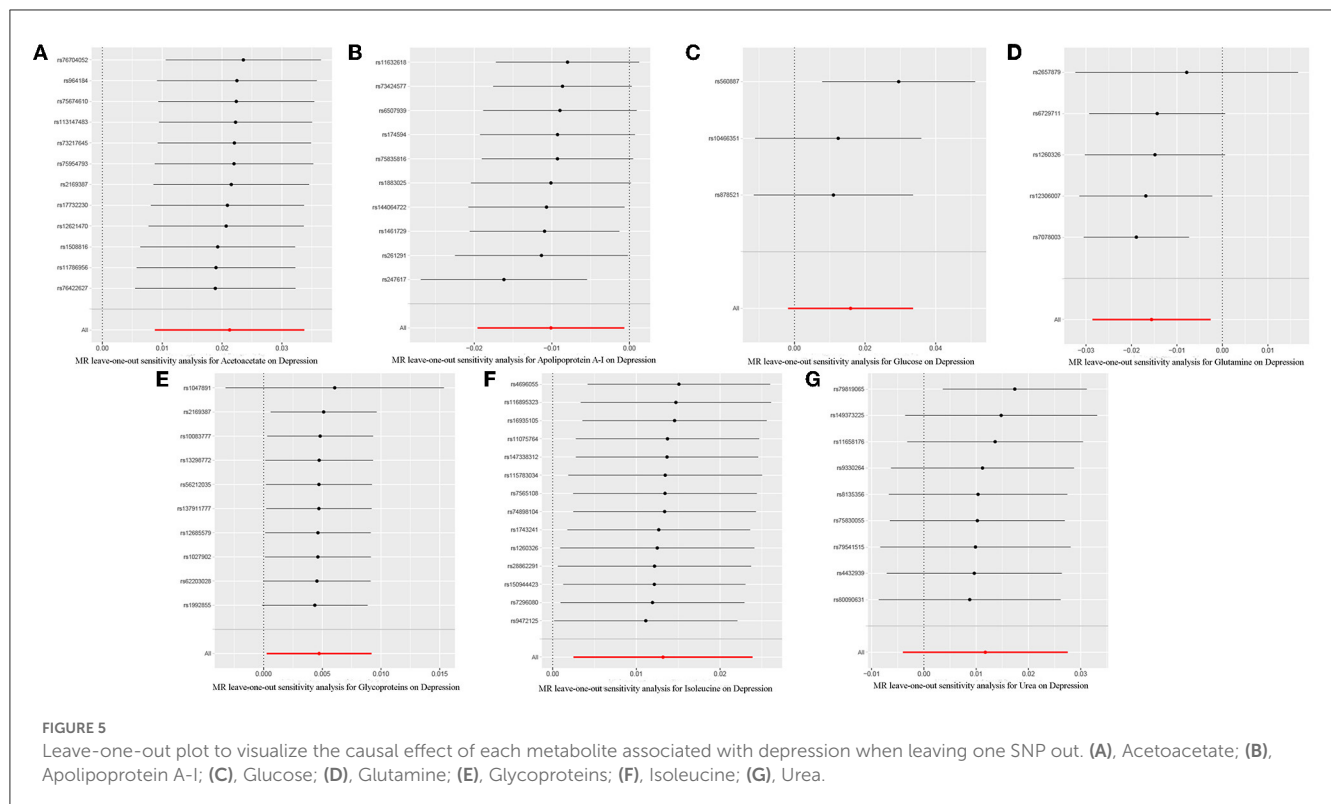 A
rs76704052
rs964184
rs75674610
rs113147483
rs73217645
rs75954793
rs2169387
rs17732230
rs12621470
rs1508816
rs11786956
rs76422627
All
0.00 0.01 0.02 0.03
MR leave-one-out sensitivity analysis for Acetoacetate on Depression
B
rs11632618
rs73424577
rs6507939
rs174594
rs75835816
rs1883025
rs144064722
rs1461729
rs261291
rs247617
All
−0.02 −0.01 0.00
MR leave-one-out sensitivity analysis for Apolipoprotein A-I on Depression
C
rs560887
rs10466351
rs878521
All
0.00 0.02 0.04
MR leave-one-out sensitivity analysis for Glucose on Depression
D
rs2657879
rs6729711
rs1260326
rs12306007
rs7078003
All
−0.03 −0.02 −0.01 0.00 0.01
MR leave-one-out sensitivity analysis for Glutamine on Depression
E
rs1047891
rs2169387
rs10083777
rs13298772
rs56212035
rs137911777
rs12685579
rs1027902
rs62203028
rs1992855
All
0.000 0.005 0.010 0.015
MR leave-one-out sensitivity analysis for Glycoproteins on Depression
F
rs4696055
rs116895323
rs16935105
rs11075764
rs147338312
rs115783034
rs7565108
rs74898104
rs1743241
rs1260326
rs28862291
rs150944423
rs7296080
rs9472125
All
0.00 0.01 0.02
MR leave-one-out sensitivity analysis for Isoleucine on Depression
G
rs79819065
rs149373225
rs11658176
rs9330264
rs8135356
rs75830055
rs79541515
rs4432939
rs80090631
All
−0.01 0.00 0.01 0.02 0.03
MR leave-one-out sensitivity analysis for Urea on Depression
FIGURE 5
Leave-one-out plot to visualize the causal effect of each metabolite associated with depression when leaving one SNP out. (A), Acetoacetate; (B),
Apolipoprotein A-I; (C), Glucose; (D), Glutamine; (E), Glycoproteins; (F), Isoleucine; (G), Urea.